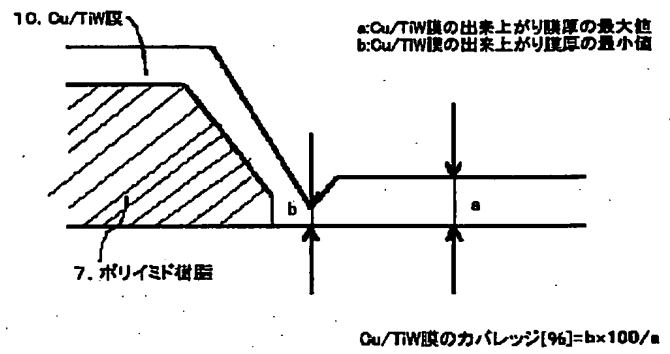 10. Cu/TiW膜
a:Cu/TiW膜の出来上がり膜厚の最大値
b:Cu/TiW膜の出来上がり膜厚の最小値
b
a
7. ポリイミド樹脂
Cu/TiW膜のカバレッジ[%]=b×100/a